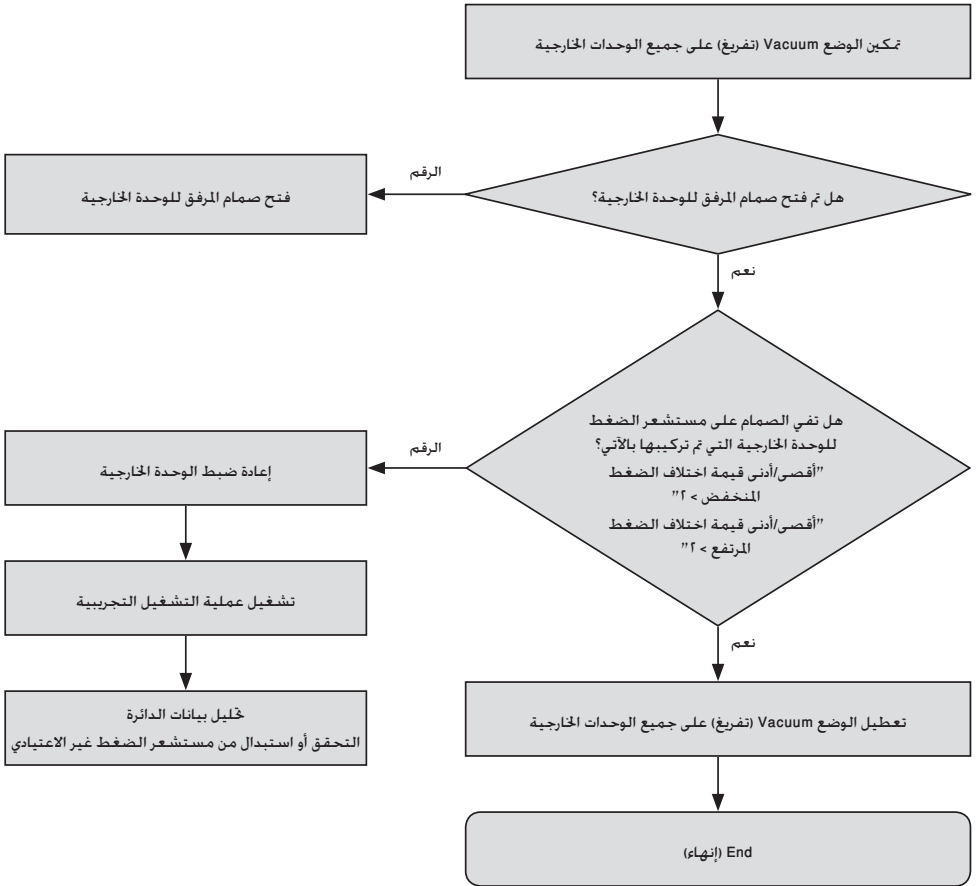 تمكين الوضع Vacuum (تفريغ) على جميع الوحدات الخارجية
هل تم فتح صمام المرفق للوحدة الخارجية؟
الرقم
فتح صمام المرفق للوحدة الخارجية
نعم
هل تفي الصمام على مستشعر الضغط
للوحدة الخارجية التي تم تركيبها بالآتي؟
"أقصى/أدنى قيمة اختلاف الضغط
المنخفض > ٢"
"أقصى/أدنى قيمة اختلاف الضغط
المرتفع > ٢"
الرقم
إعادة ضبط الوحدة الخارجية
تشغيل عملية التشغيل التجريبية
تحليل بيانات الدائرة
التحقق أو استبدال من مستشعر الضغط غير الاعتيادي
نعم
تعطيل الوضع Vacuum (تفريغ) على جميع الوحدات الخارجية
End (إنهاء)